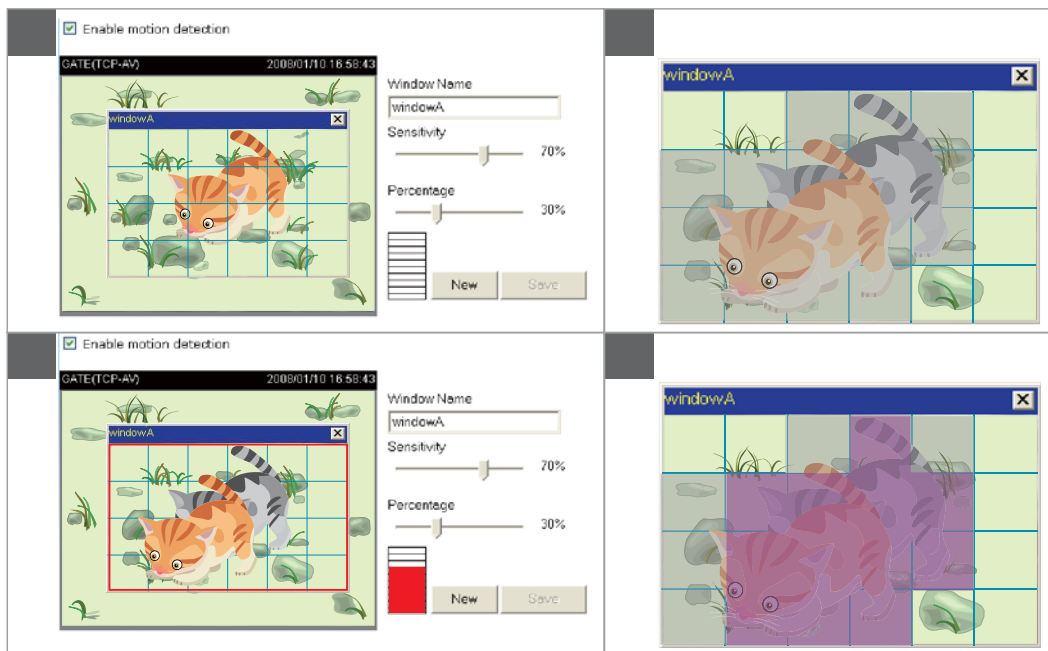 Enable motion detection
GATE(TCP-AV) 2008/01/10 16:58:43
windowA
Window Name
windowA
Sensitivity
70%
Percentage
30%
New Save
windowA
Enable motion detection
GATE(TCP-AV) 2008/01/10 16:58:43
windowA
Window Name
windowA
Sensitivity
70%
Percentage
30%
New Save
windowA